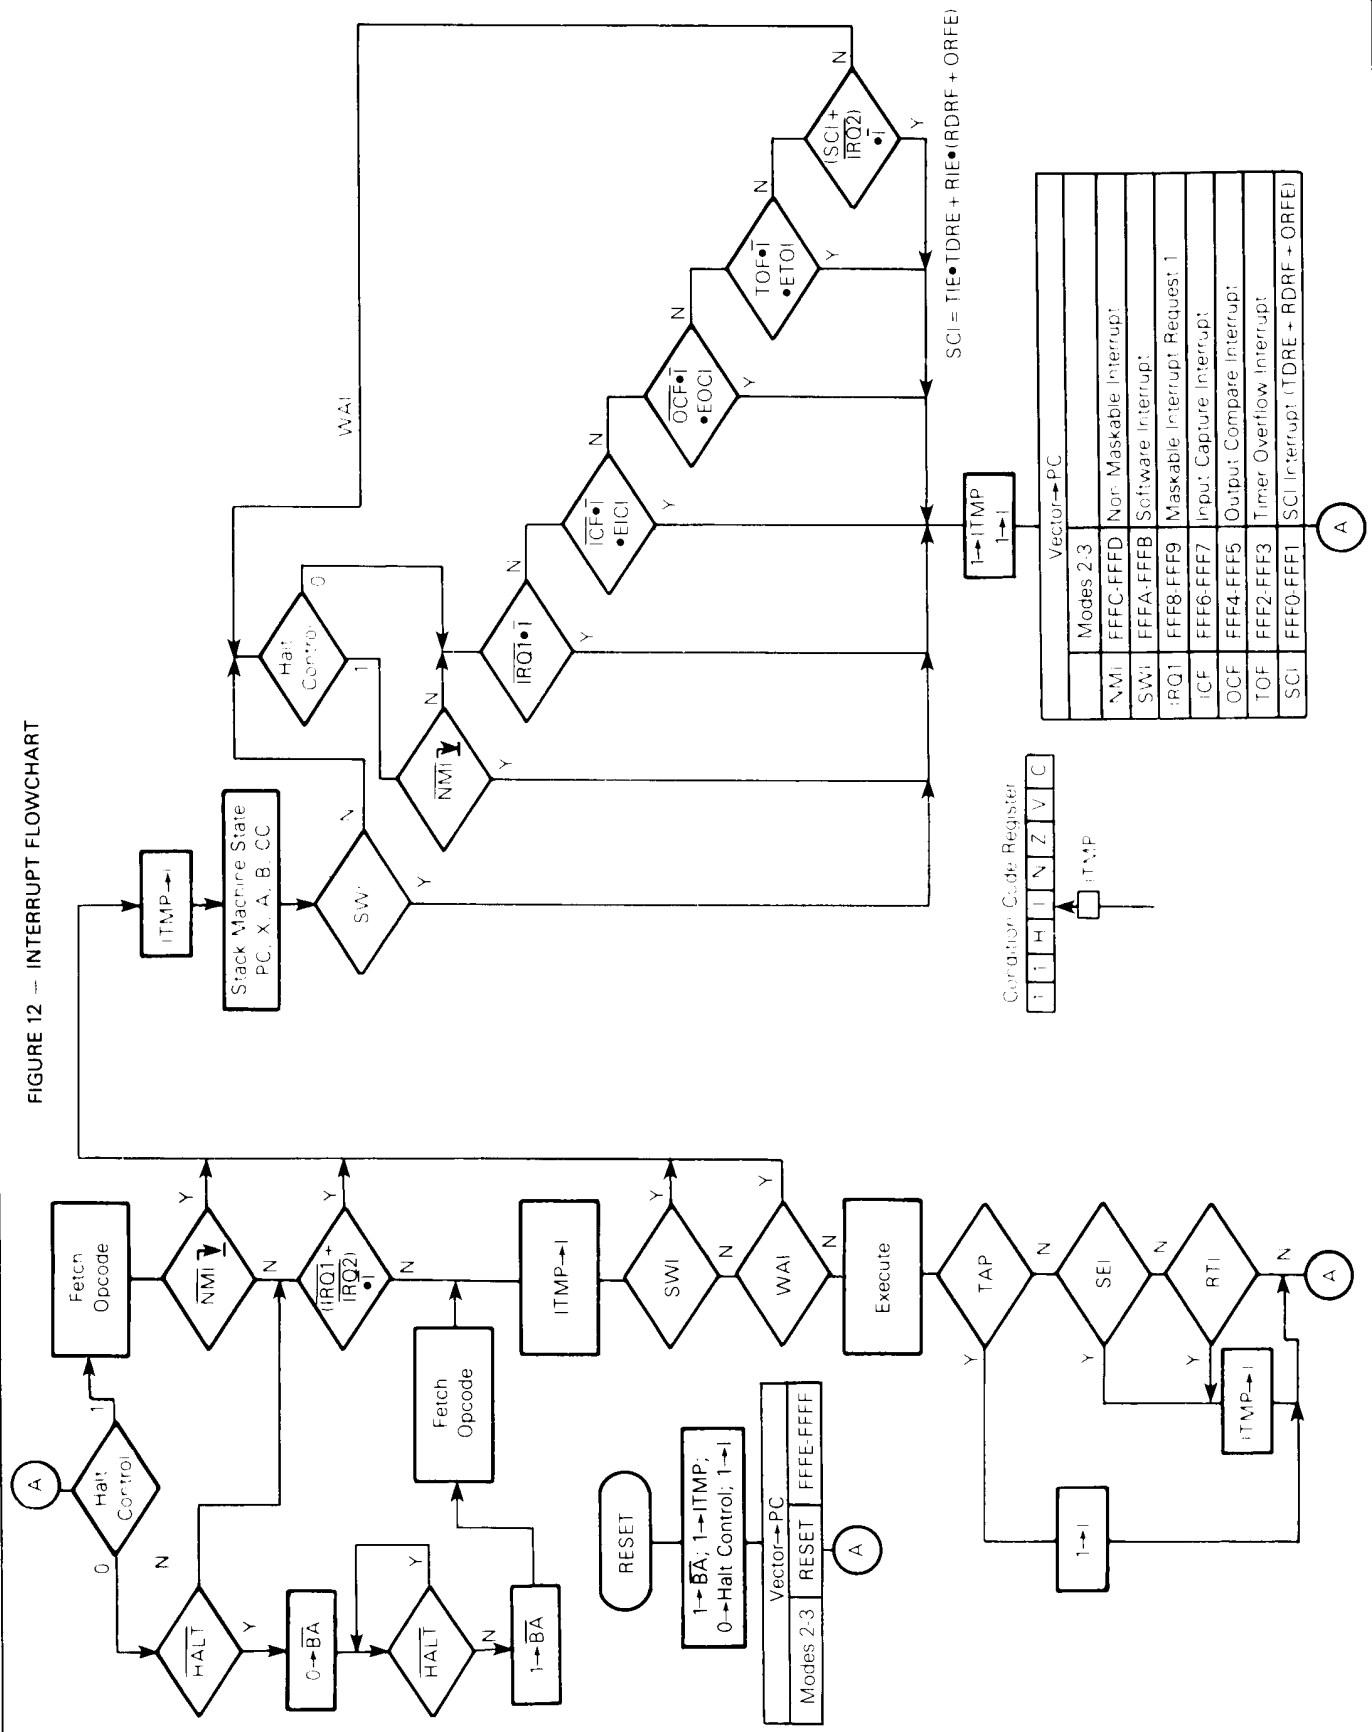 FIGURE 12 — INTERRUPT FLOWCHART
A
Halt
Control
0
1
Fetch
Opcode
NMI
Y
N
HALT
N
Y
0→BA
HALT
Y
N
1→BA
Fetch
Opcode
(IRQ1 +
IRQ2)
•I
Y
N
ITMP→I
SWI
Y
N
WAI
Y
N
Execute
TAP
Y
N
SEI
Y
N
RTI
Y
N
ITMP→I
1→I
A
RESET
1→BA; 1→ITMP;
0→Halt Control; 1→I
Vector→PC
Modes 2-3 RESET FFFE-FFFF
A
ITMP→I
Stack Machine State
PC, X, A, B, CC
SWI
N
Y
Halt
Control
0
1
NMI
N
Y
IRQ1•I
N
Y
ICF•I
•EICI
N
Y
OCF•I
•EOCI
N
Y
TOF•I
•ETOI
N
Y
(SCI +
IRQ2)
•I
N
Y
WAI
SCI = TIE•TDRE + RIE•(RDRF + ORFE)
1→ITMP
1→I
Vector→PC
Modes 2-3
NMI FFFC-FFFD Non-Maskable Interrupt
SWI FFFA-FFFB Software Interrupt
IRQ1 FFF8-FFF9 Maskable Interrupt Request 1
ICF FFF6-FFF7 Input Capture Interrupt
OCF FFF4-FFF5 Output Compare Interrupt
TOF FFF2-FFF3 Timer Overflow Interrupt
SCI FFF0-FFF1 SCI Interrupt (TDRE + RDRF + ORFE)
A
Condition Code Register
1 1 H I N Z V C
ITMP